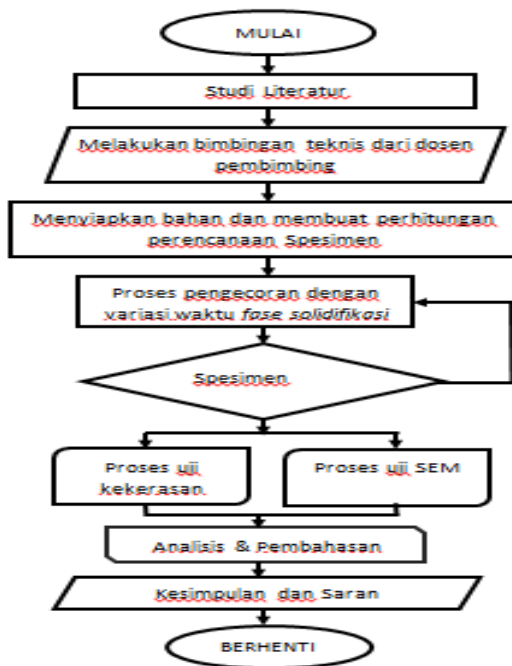 MULAI
Studi Literatur
Melakukan bimbingan teknis dari dosen
pembimbing
Menyiapkan bahan dan membuat perhitungan
perencanaan Spesimen
Proses pengecoran dengan
variasi waktu fase solidifikasi
Spesimen
Proses uji
kekerasan
Proses uji SEM
Analisis & Pembahasan
Kesimpulan dan Saran
BERHENTI